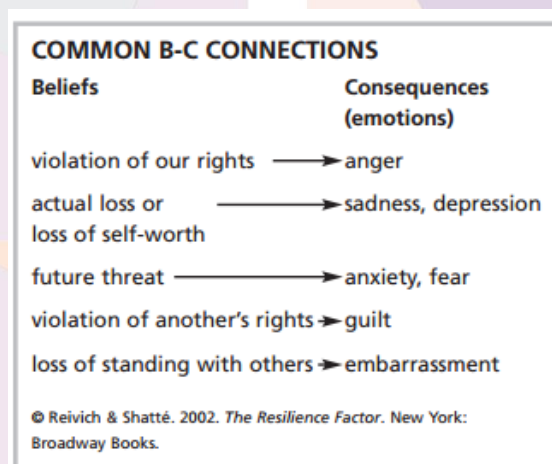 COMMON B-C CONNECTIONS
Beliefs Consequences
(emotions)
violation of our rights → anger
actual loss or → sadness, depression
loss of self-worth
future threat → anxiety, fear
violation of another’s rights → guilt
loss of standing with others → embarrassment
© Reivich & Shatté. 2002. The Resilience Factor. New York:
Broadway Books.